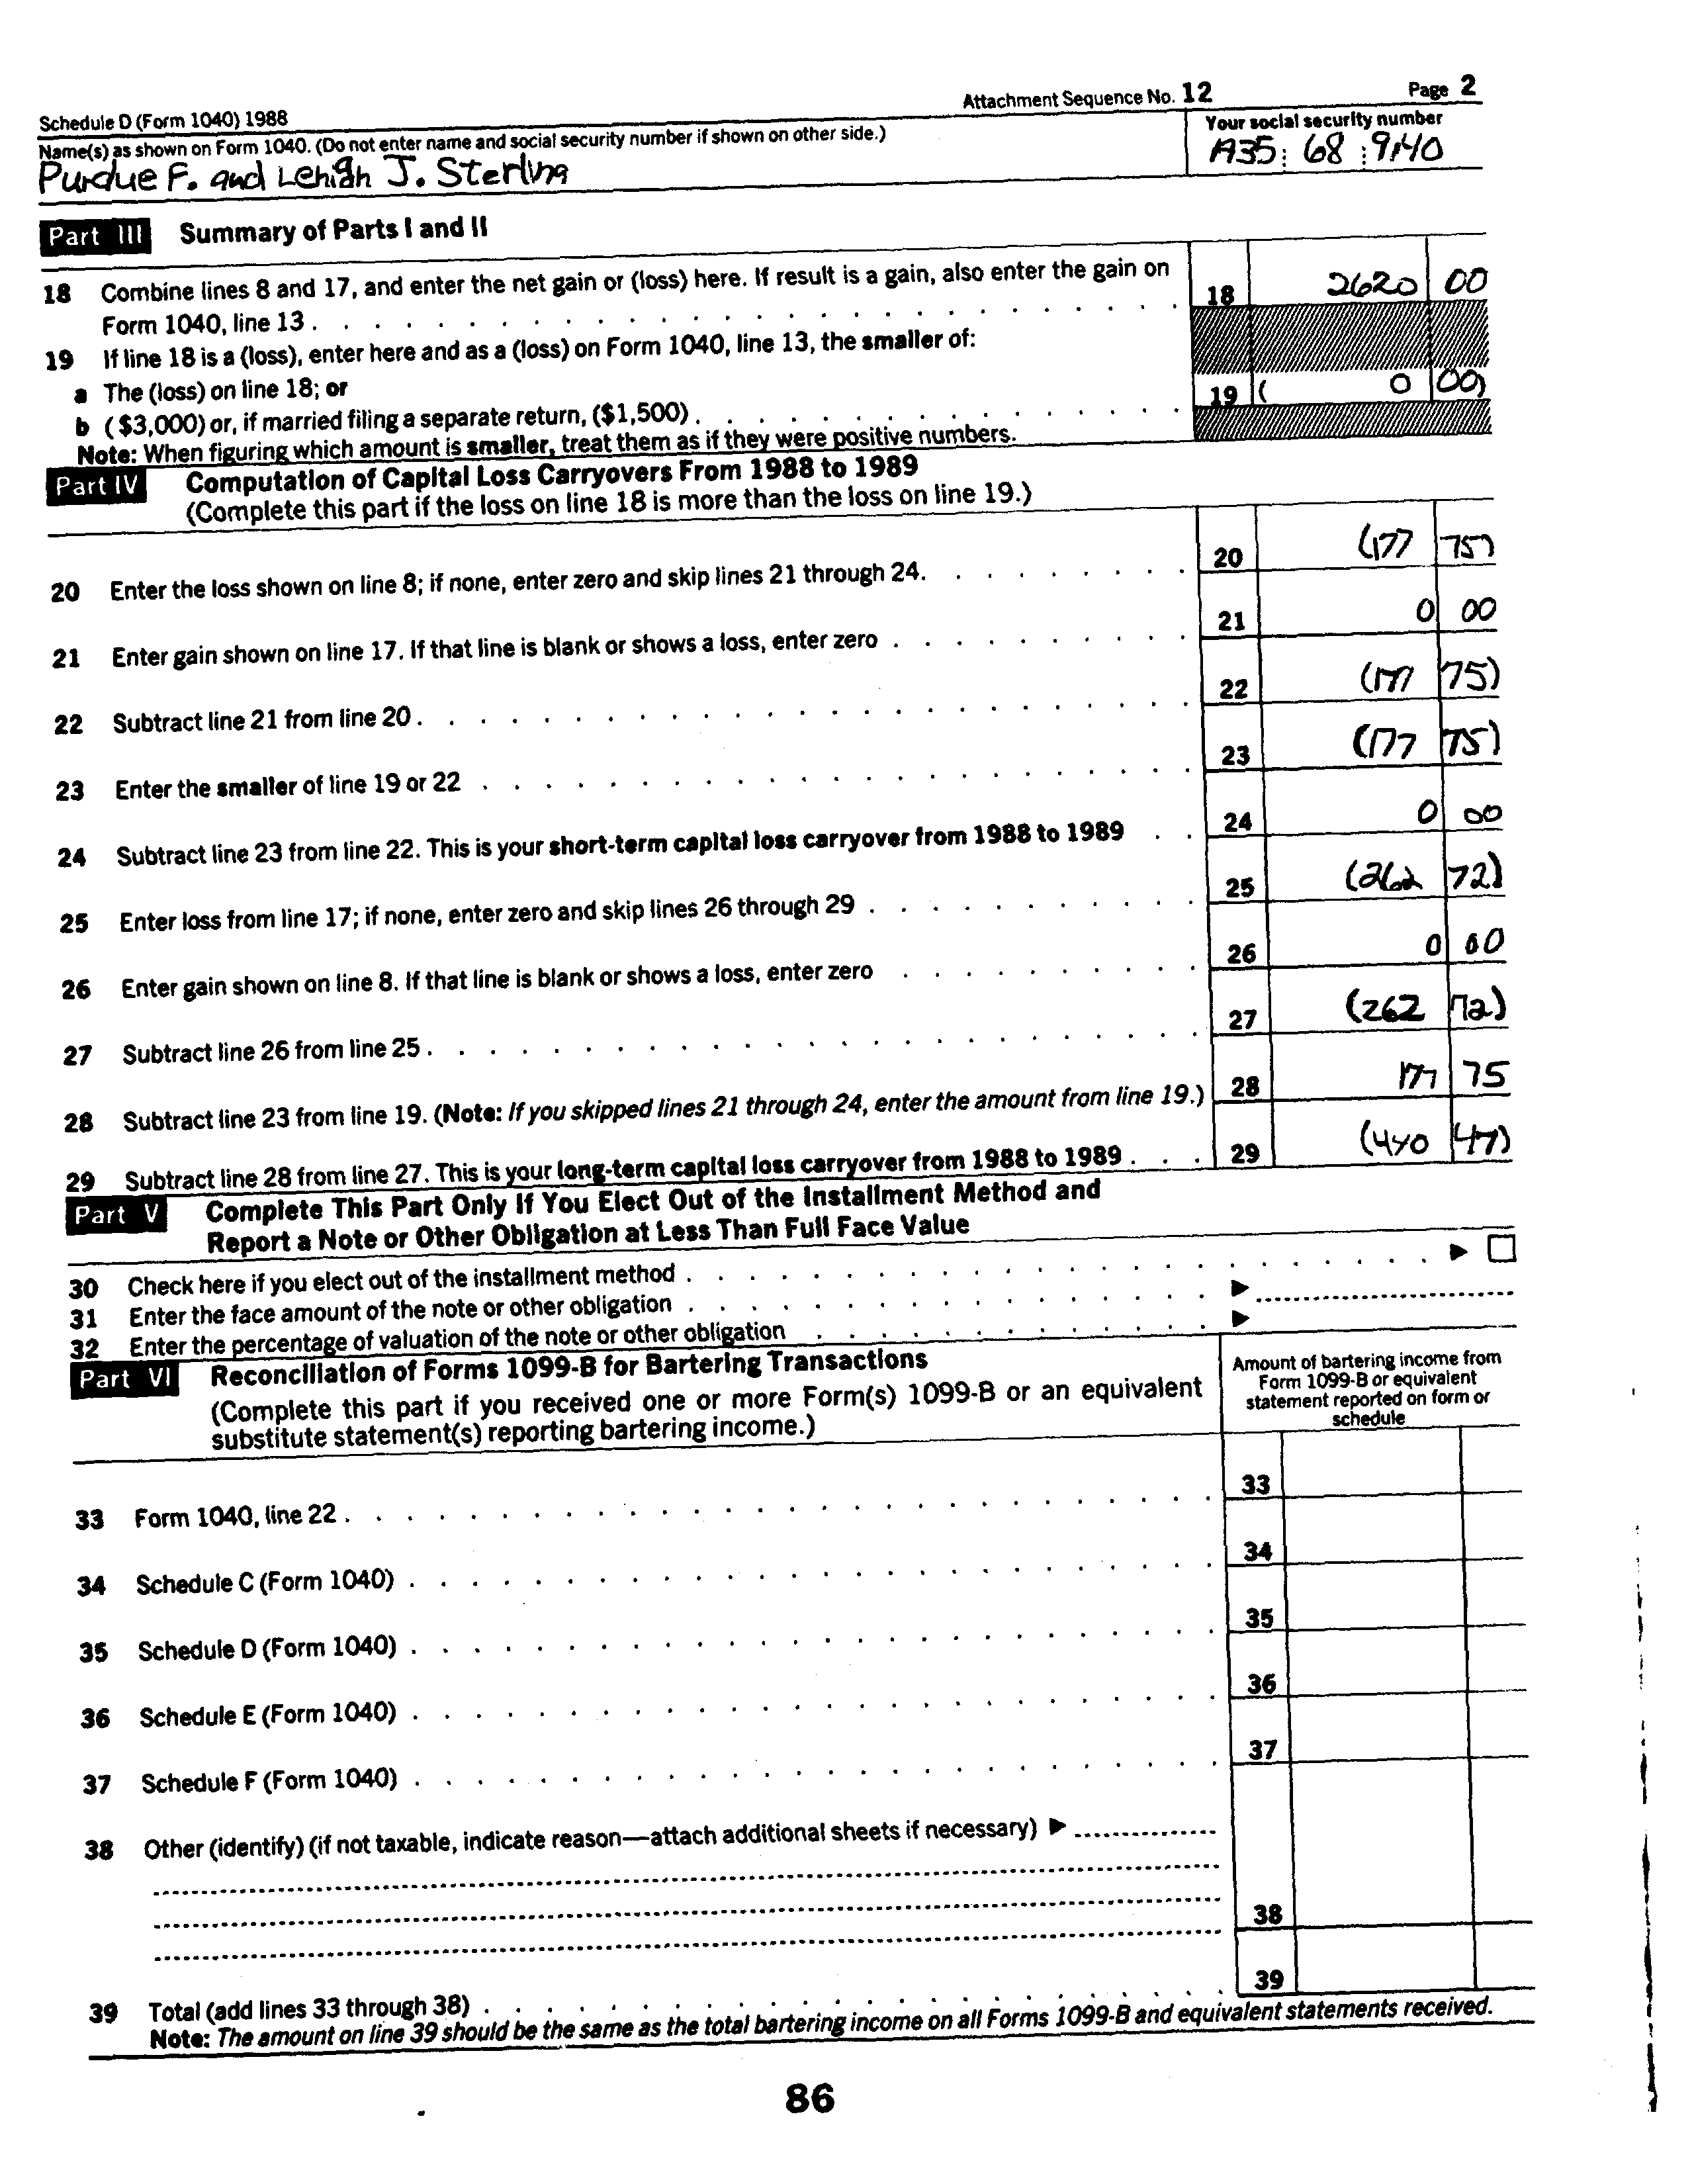 Schedule D (Form 1040) 1988 Attachment Sequence No. 12 Page 2
Name(s) as shown on Form 1040. (Do not enter name and social security number if shown on other side.) Your social security number
Purdue F. and Lehigh J. Sterling A35 68 9140
Part III Summary of Parts I and II
18 Combine lines 8 and 17, and enter the net gain or (loss) here. If result is a gain, also enter the gain on
Form 1040, line 13 . . . 18 2620 00
19 If line 18 is a (loss), enter here and as a (loss) on Form 1040, line 13, the smaller of:
a The (loss) on line 18; or
b ($3,000) or, if married filing a separate return, ($1,500) . . . 19 ( 0 00)
Note: When figuring which amount is smaller, treat them as if they were positive numbers.
Part IV Computation of Capital Loss Carryovers From 1988 to 1989
(Complete this part if the loss on line 18 is more than the loss on line 19.)
20 Enter the loss shown on line 8; if none, enter zero and skip lines 21 through 24. . . . 20 (177 75)
21 Enter gain shown on line 17. If that line is blank or shows a loss, enter zero . . . 21 0 00
22 Subtract line 21 from line 20 . . . 22 (177 75)
23 Enter the smaller of line 19 or 22 . . . 23 (177 75)
24 Subtract line 23 from line 22. This is your short-term capital loss carryover from 1988 to 1989 . . 24 0 00
25 Enter loss from line 17; if none, enter zero and skip lines 26 through 29 . . . 25 (262 72)
26 Enter gain shown on line 8. If that line is blank or shows a loss, enter zero . . . 26 0 00
27 Subtract line 26 from line 25 . . . 27 (262 72)
28 Subtract line 23 from line 19. (Note: If you skipped lines 21 through 24, enter the amount from line 19.) 28 177 75
29 Subtract line 28 from line 27. This is your long-term capital loss carryover from 1988 to 1989 . . . 29 (440 47)
Part V Complete This Part Only If You Elect Out of the Installment Method and
Report a Note or Other Obligation at Less Than Full Face Value
30 Check here if you elect out of the installment method . . . ▶ ☐
31 Enter the face amount of the note or other obligation . . . ▶
32 Enter the percentage of valuation of the note or other obligation . . . ▶
Part VI Reconciliation of Forms 1099-B for Bartering Transactions
(Complete this part if you received one or more Form(s) 1099-B or an equivalent
substitute statement(s) reporting bartering income.)
Amount of bartering income from
Form 1099-B or equivalent
statement reported on form or
schedule
33 Form 1040, line 22 . . . 33
34 Schedule C (Form 1040) . . . 34
35 Schedule D (Form 1040) . . . 35
36 Schedule E (Form 1040) . . . 36
37 Schedule F (Form 1040) . . . 37
38 Other (identify) (if not taxable, indicate reason—attach additional sheets if necessary) ▶
38
39 Total (add lines 33 through 38) . . . 39
Note: The amount on line 39 should be the same as the total bartering income on all Forms 1099-B and equivalent statements received.
86